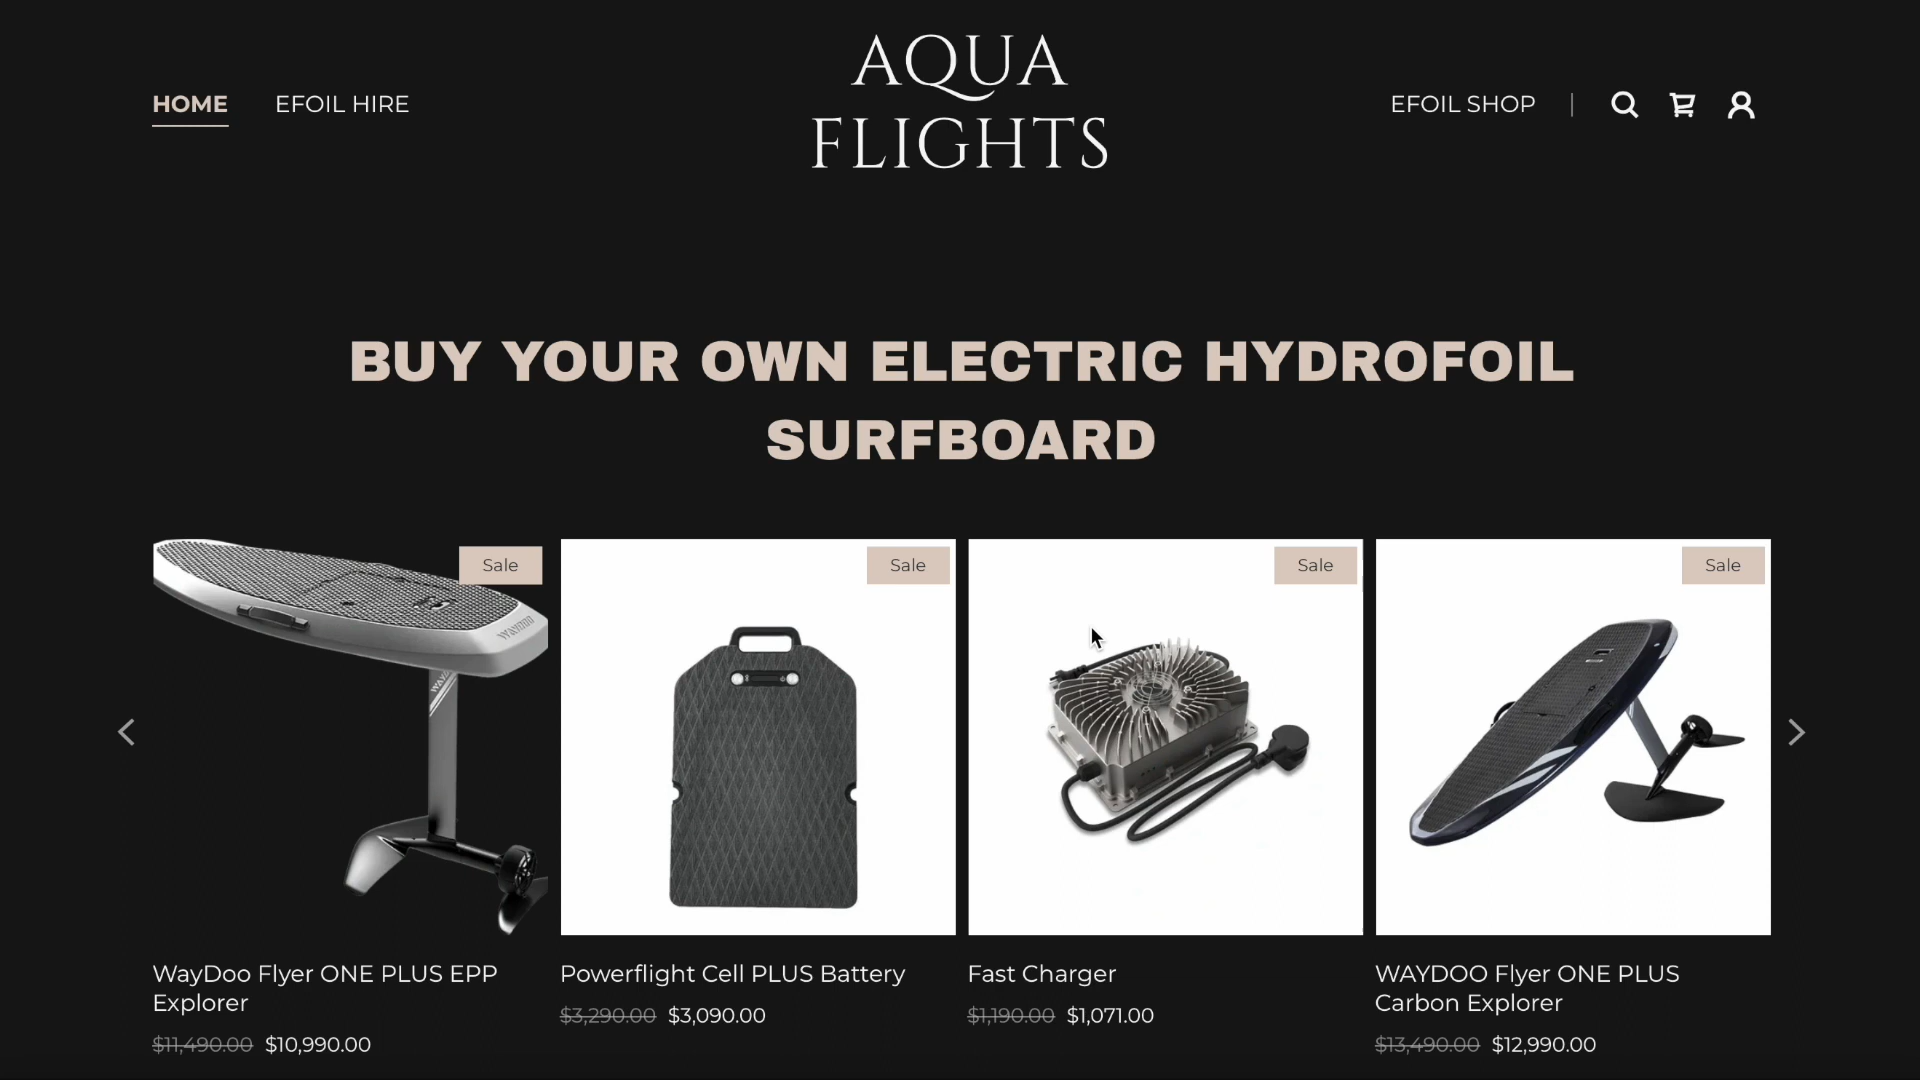 HOME
EFOIL HIRE
AQUA
FLIGHTS
EFOIL SHOP
BUY YOUR OWN ELECTRIC HYDROFOIL
SURFBOARD
Sale
WAYDOO
Sale
Sale
Sale
WayDoo Flyer ONE PLUS EPP
Explorer
$11,490.00 $10,990.00
Powerflight Cell PLUS Battery
$3,290.00 $3,090.00
Fast Charger
$1,190.00 $1,071.00
WAYDOO Flyer ONE PLUS
Carbon Explorer
$13,490.00 $12,990.00